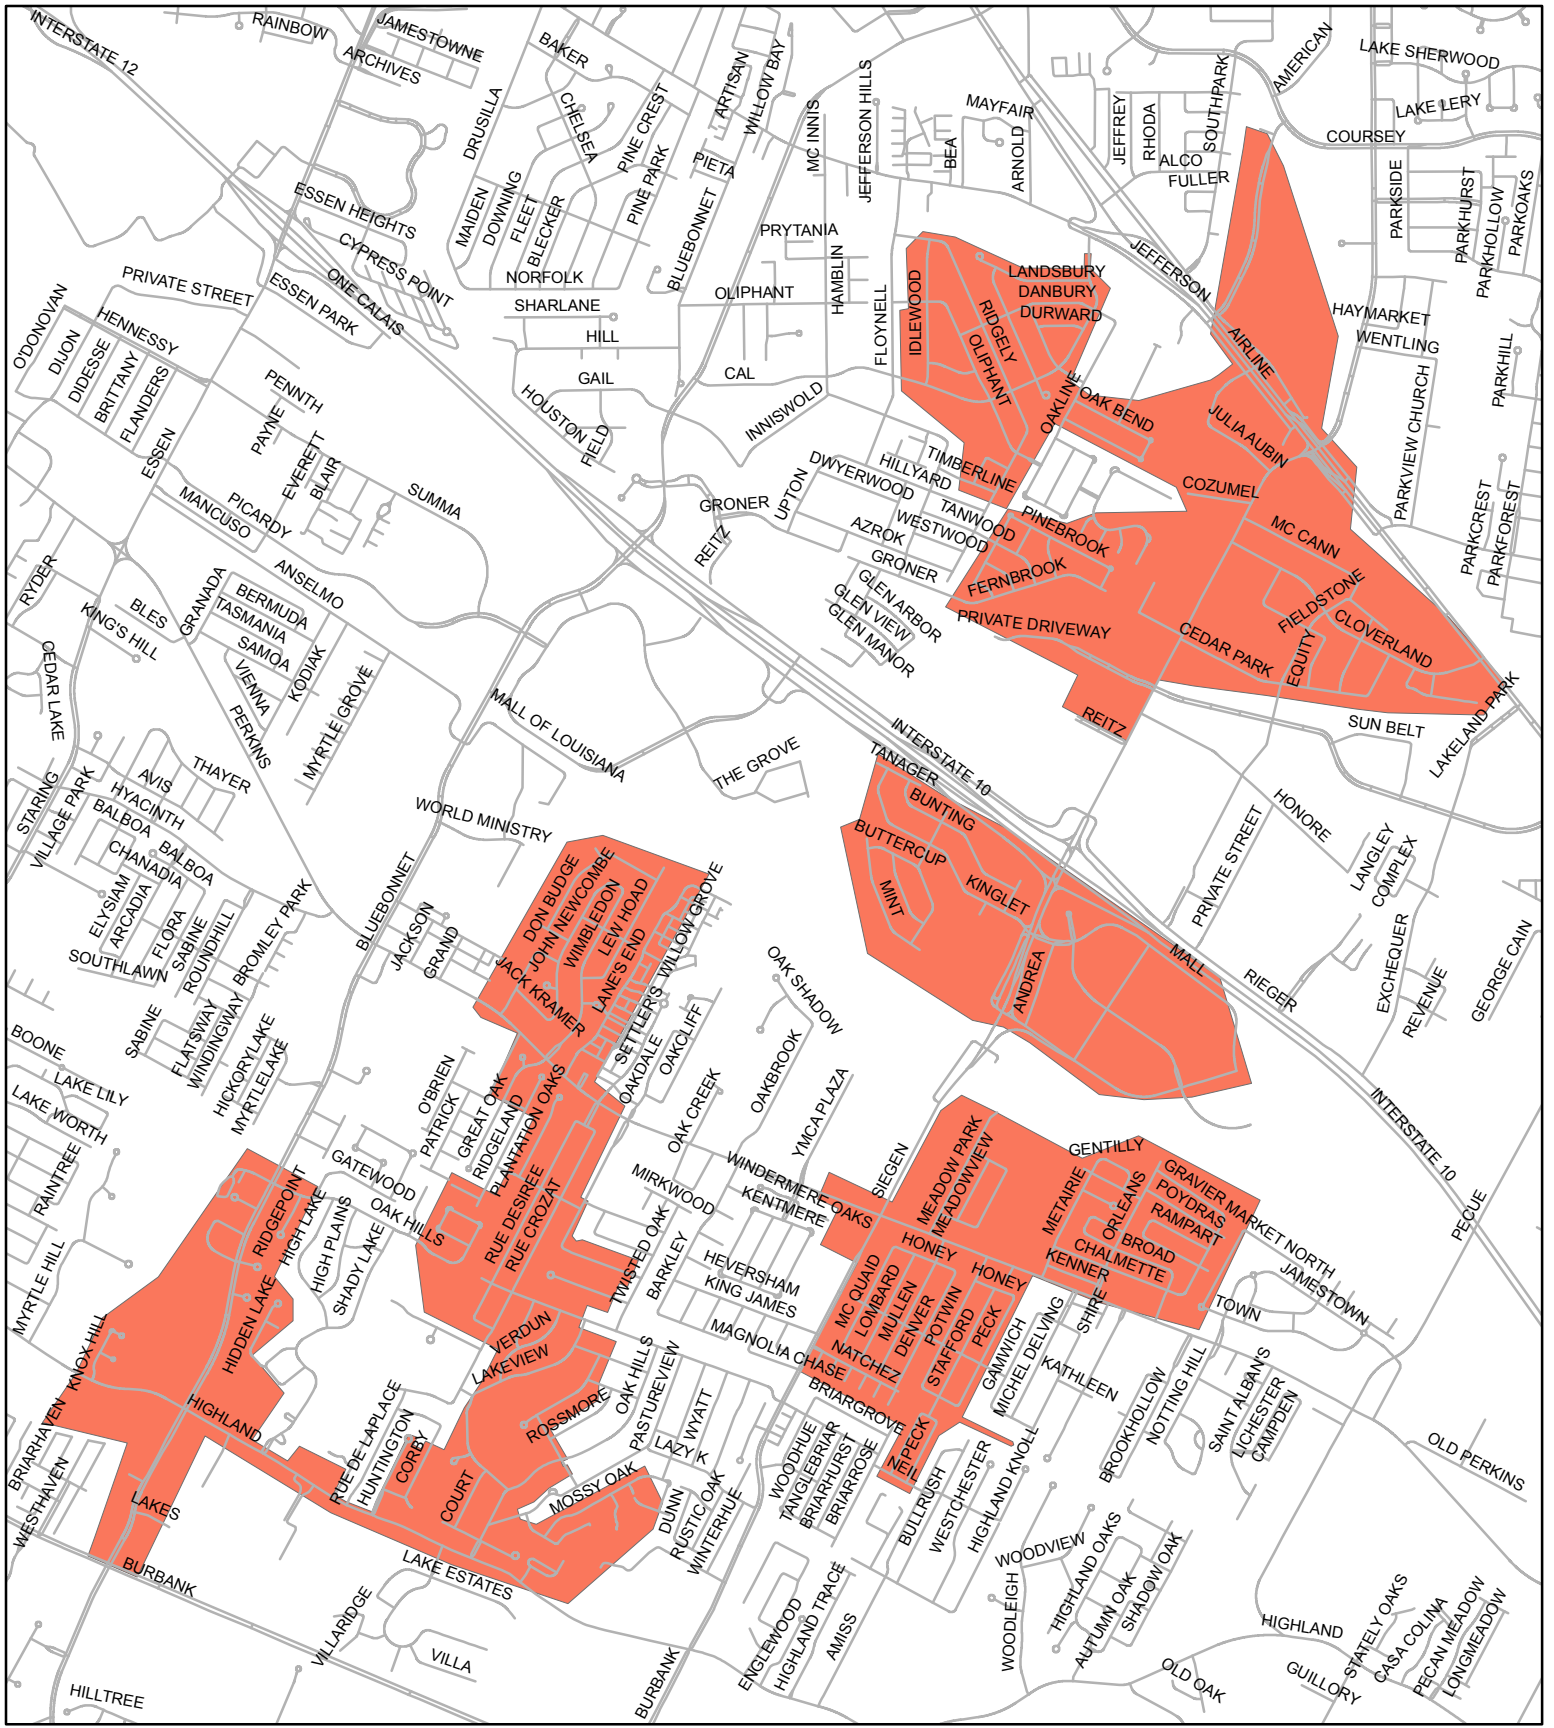 INTERSTATE 12
RAINBOW
JAMESTOWNE
ARCHIVES
BAKER
ARTISAN
WILLOW BAY
AMERICAN
LAKE SHERWOOD
LAKE LERY
COURSEY
DRUSILLA
CHELSEA
PINE CREST
PINE PARK
PIETA
MC INNIS
JEFFERSON HILLS
MAYFAIR
BEA
ARNOLD
JEFFREY
RHODA
SOUTHPARK
ALCO
FULLER
PARKSIDE
PARKHURST
PARKHOLLOW
PARKOAKS
ESSEN HEIGHTS
CYPRESS POINT
MAIDEN
DOWNING
FLEET
BLECKER
BLUEBONNET
PRYTANIA
HAMBLIN
JEFFERSON
NORFOLK
SHARLANE
OLIPHANT
FLOYNELL
IDLEWOOD
LANDSBURY
DANBURY
DURWARD
RIDGELY
OLIPHANT
PRIVATE STREET
ESSEN PARK
ONE CALAIS
O'DONOVAN
HENNESSY
DIJON
DIDESSE
BRITTANY
FLANDERS
HILL
GAIL
CAL
HOUSTON
FIELD
INNISWOLD
HAYMARKET
WENTLING
AIRLINE
PARKHILL
PENNTH
PAYNE
EVERETT
BLAIR
ESSEN
OAKLINE
OAK BEND
JULIA AUBIN
PARKVIEW CHURCH
MANCUSO
PICARDY
SUMMA
GRONER
REITZ
UPTON
DWYERWOOD
HILLYARD
TIMBERLINE
TANWOOD
WESTWOOD
AZROK
GRONER
COZUMEL
MC CANN
PARKCREST
PARKFOREST
PINEBROOK
FERNBROOK
RYDER
KING'S HILL
BLES
GRANADA
ANSELMO
BERMUDA
TASMANIA
SAMOA
KODIAK
VIENNA
MYRTLE GROVE
PERKINS
GLEN ARBOR
GLEN VIEW
GLEN MANOR
PRIVATE DRIVEWAY
FIELDSTONE
CLOVERLAND
CEDAR PARK
EQUITY
CEDAR LAKE
MALL OF LOUISIANA
THE GROVE
INTERSTATE 10
TANAGER
REITZ
SUN BELT
LAKELAND PARK
STARING
VILLAGE PARK
AVIS
HYACINTH
THAYER
BALBOA
CHANADIA
BALBOA
WORLD MINISTRY
BUNTING
BUTTERCUP
MINT
KINGLET
HONORE
PRIVATE STREET
LANGLEY
COMPLEX
ELYSIAM
ARCADIA
FLORA
SABINE
ROUNDHILL
BROMLEY PARK
SOUTHLAWN
BLUEBONNET
JACKSON
GRAND
DON BUDGE
JOHN NEWCOMBE
WIMBLEDON
LEW HOAD
LANE'S END
JACK KRAMER
WILLOW GROVE
SETTLER'S
OAK SHADOW
ANDREA
MALL
RIEGER
EXCHEQUER
REVENUE
GEORGE CAIN
SABINE
FLATSWAY
WINDINGWAY
HICKORYLAKE
MYRTLELAKE
BOONE
LAKE LILY
LAKE WORTH
RAINTREE
O'BRIEN
PATRICK
GREAT OAK
RIDGELAND
PLANTATION OAKS
OAKDALE
OAKCLIFF
OAK CREEK
OAKBROOK
YMCA PLAZA
INTERSTATE 10
GATEWOOD
OAK HILLS
RIDGEPOINT
HIGH LAKE
HIGH PLAINS
SHADY LAKE
HIDDEN LAKE
RUE DESIREE
RUE CROZAT
MIRKWOOD
WINDERMERE OAKS
KENTMERE
SIEGEN
MEADOW PARK
MEADOWVIEW
GENTILLY
METAIRIE
ORLEANS
GRAVIER
POYDRAS
RAMPART
BROAD
CHALMETTE
KENNER
MARKET NORTH
JAMESTOWN
PECUE
TWISTED OAK
BARKLEY
HEVERSHAM
KING JAMES
MAGNOLIA CHASE
HONEY
HONEY
MC QUAID
LOMBARD
MULLEN
DENVER
POTWIN
STAFFORD
PECK
NATCHEZ
GAMWICH
MICHEL DELVING
SHIRE
KATHLEEN
TOWN
MYRTLE HILL
KNOX HILL
HIGHLAND
BRIARHAVEN
WESTHAVEN
LAKES
BURBANK
VERDUN
LAKEVIEW
ROSSMORE
OAK HILLS
PASTUREVIEW
WYATT
LAZY K
RUE DE LAPLACE
HUNTINGTON
CORBY
COURT
MOSSY OAK
DUNN
RUSTIC OAK
WINTERHUE
LAKE ESTATES
BRIARGROVE
PECK
NEIL
WOODHUE
TANGLEBRIAR
BRIARHURST
BRIARROSE
BULLRUSH
WESTCHESTER
HIGHLAND KNOLL
BROOKHOLLOW
NOTTING HILL
SAINT ALBAN'S
LICHESTER
CAMPDEN
OLD PERKINS
WOODVIEW
WOODLEIGH
HIGHLAND OAKS
AUTUMN OAK
SHADOW OAK
ENGLEWOOD
HIGHLAND TRACE
AMISS
BURBANK
VILLARIDGE
VILLA
HILLTREE
OLD OAK
HIGHLAND
GUILLORY
STATELY OAKS
CASA COLINA
PECAN MEADOW
LONGMEADOW